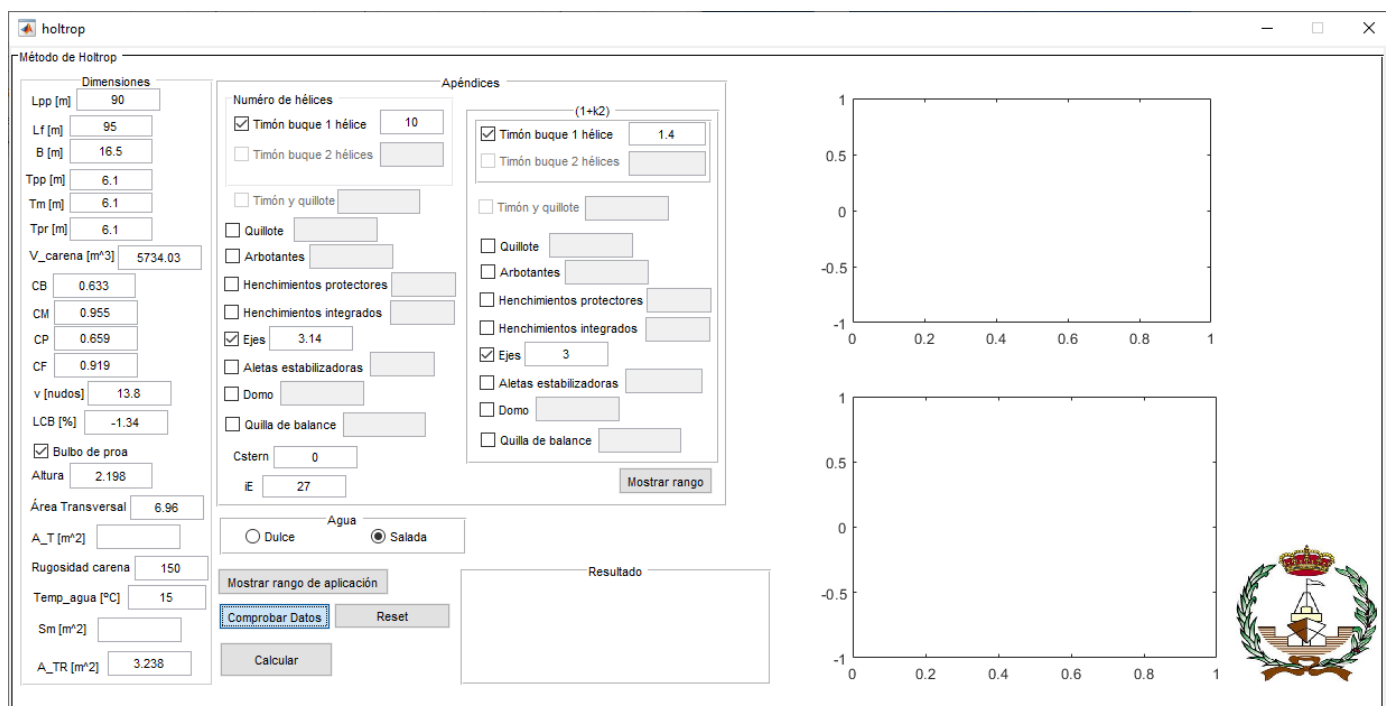 holtrop
Método de Holtrop
Dimensiones
Lpp [m] 90
Lf [m] 95
B [m] 16.5
Tpp [m] 6.1
Tm [m] 6.1
Tpr [m] 6.1
V_carena [m^3] 5734.03
CB 0.633
CM 0.955
CP 0.659
CF 0.919
v [nudos] 13.8
LCB [%] -1.34
Bulbo de proa
Altura 2.198
Área Transversal 6.96
A_T [m^2]
Rugosidad carena 150
Temp_agua [ºC] 15
Sm [m^2]
A_TR [m^2] 3.238
Apéndices
Numéro de hélices
Timón buque 1 hélice 10
Timón buque 2 hélices
Timón y quillote
Quillote
Arbotantes
Henchimientos protectores
Henchimientos integrados
Ejes 3.14
Aletas estabilizadoras
Domo
Quilla de balance
Cstern 0
iE 27
(1+k2)
Timón buque 1 hélice 1.4
Timón buque 2 hélices
Timón y quillote
Quillote
Arbotantes
Henchimientos protectores
Henchimientos integrados
Ejes 3
Aletas estabilizadoras
Domo
Quilla de balance
Mostrar rango
Agua
Dulce Salada
Mostrar rango de aplicación
Comprobar Datos Reset
Calcular
Resultado
1
0.5
0
-0.5
-1
0 0.2 0.4 0.6 0.8 1
1
0.5
0
-0.5
-1
0 0.2 0.4 0.6 0.8 1